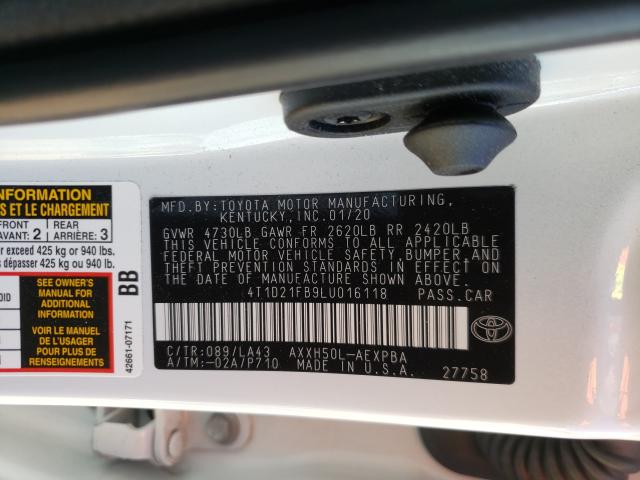 INFORMATION
S ET LE CHARGEMENT
FRONT
AVANT: 2
REAR
ARRIÈRE: 3
er exceed 425 kg or 940 lbs.
s dépasser 425 kg ou 940 lb.
SEE OWNER'S
MANUAL FOR
ADDITIONAL
INFORMATION
VOIR LE MANUEL
DE L'USAGER
POUR PLUS DE
RENSEIGNEMENTS
BB
42661-07171
MFD.BY:TOYOTA MOTOR MANUFACTURING,
KENTUCKY,INC.01/20
GVWR 4730LB GAWR FR 2620LB RR 2420LB
THIS VEHICLE CONFORMS TO ALL APPLICABLE
FEDERAL MOTOR VEHICLE SAFETY,BUMPER,AND
THEFT PREVENTION STANDARDS IN EFFECT ON
THE DATE OF MANUFACTURE SHOWN ABOVE.
4T1D21FB9LU016118 PASS.CAR
C/TR:089/LA43 AXXH50L-AEXPBA
A/TM:-02A/P710 MADE IN U.S.A.
27758